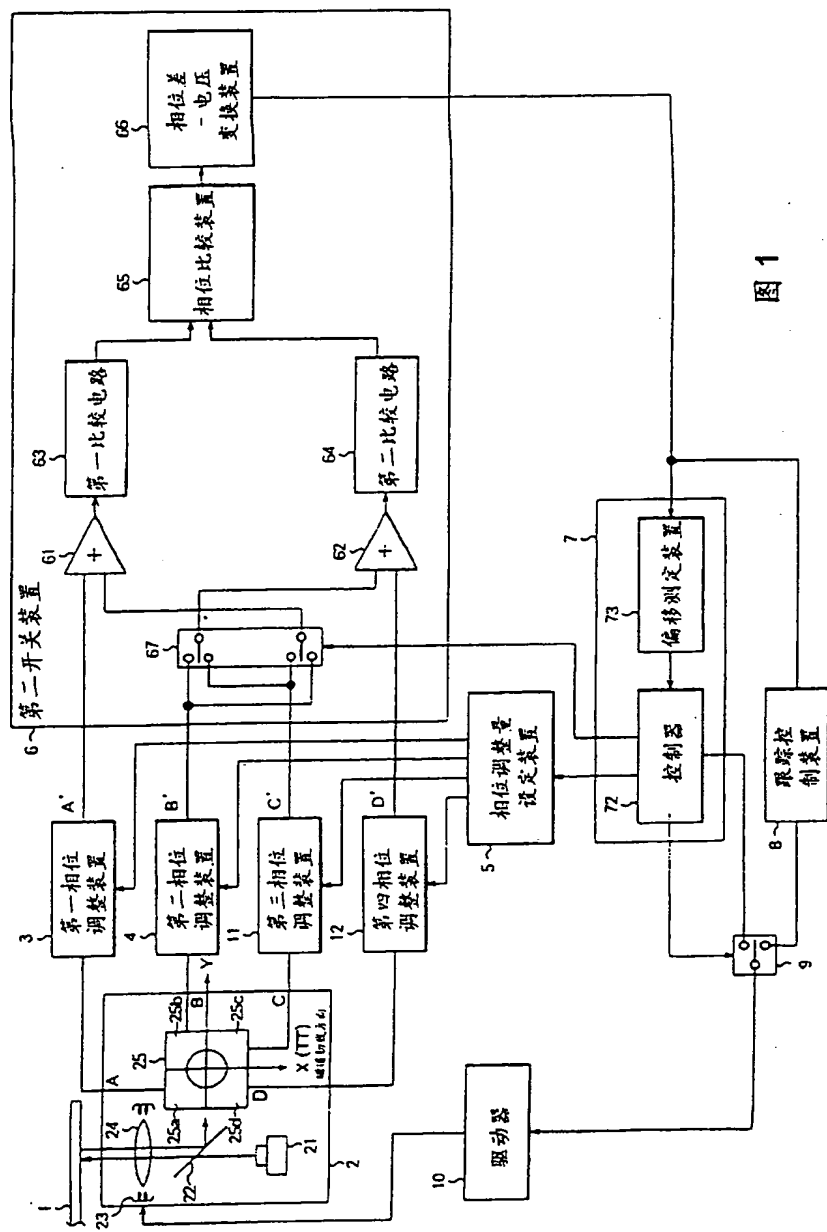 第二开关装置
6
A'
B'
C'
D'
第一相位
调整装置
3
第二相位
调整装置
4
第三相位
调整装置
11
第四相位
调整装置
12
61
+
62
+
67
第一比较电路
63
第二比较电路
64
相位比较装置
65
相位差
-电压
变换装置
66
1
2
21
22
23
24
25
25a
25b
25c
25d
A
B
C
D
Y
X (TT)
磁道切线方向
相位调整量
设定装置
5
7
控制器
72
偏移测定装置
73
跟踪控
制装置
8
9
驱动器
10
图1